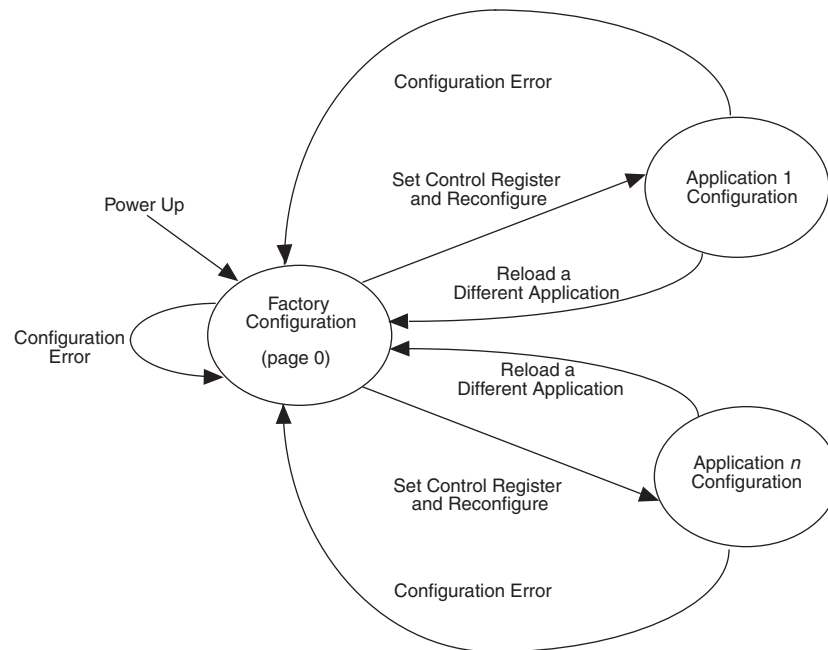 Configuration Error
Set Control Register
and Reconfigure
Application 1
Configuration
Power Up
Reload a
Different Application
Factory
Configuration
(page 0)
Configuration
Error
Reload a
Different Application
Application n
Configuration
Set Control Register
and Reconfigure
Configuration Error